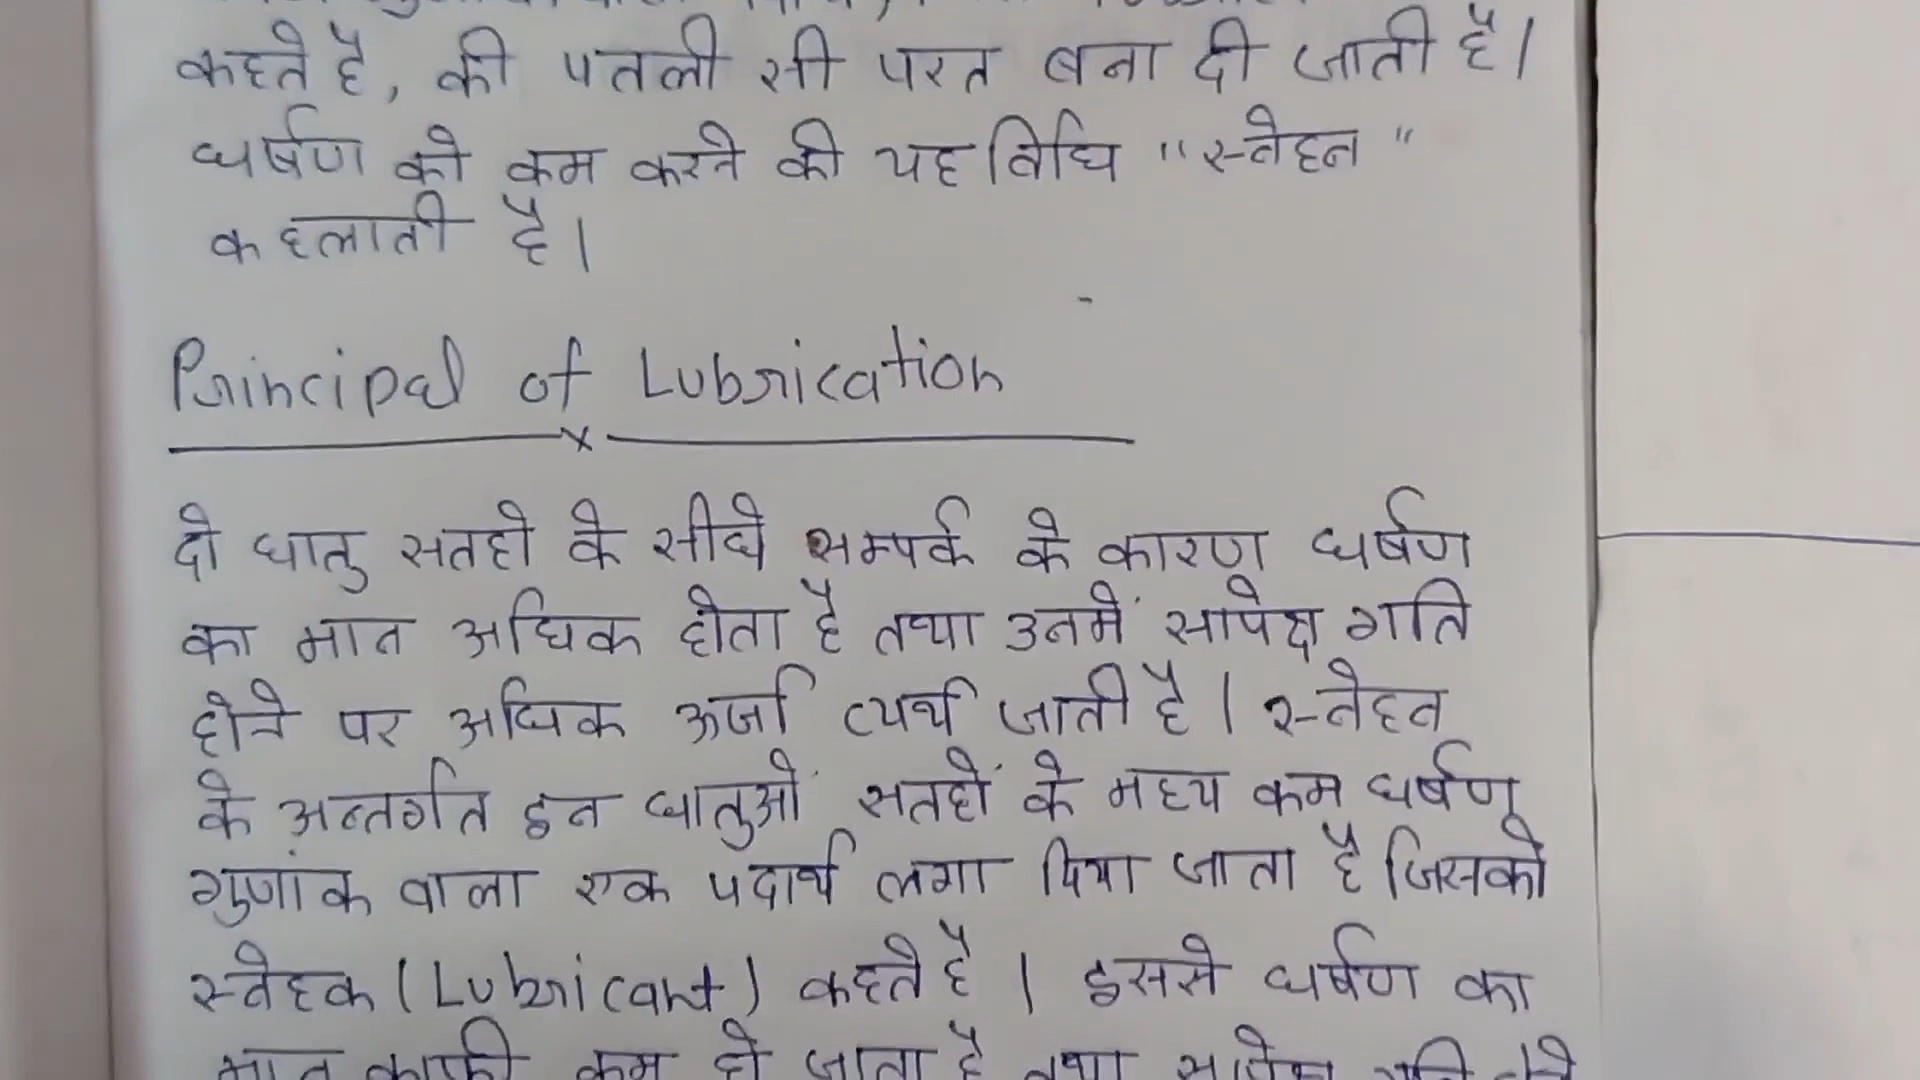 कहते है, की पतली सी परत बना दी जाती है।
घर्षण को कम करने की यह विधि "स्नेहन"
कहलाती है।
Principal of Lubrication
दो धातु सतहो के सीधे सम्पर्क के कारण घर्षण
का मान अधिक होता है तथा उनमें सापेक्ष गति
होने पर अधिक ऊर्जा व्यर्थ जाती है। स्नेहन
के अन्तर्गत इन धातुओं सतहों के मध्य कम घर्षण
गुणांक वाला एक पदार्थ लगा दिया जाता है जिसको
स्नेहक (Lubricant) कहते है। इससे घर्षण का
मान काफी कम हो जाता है तथा